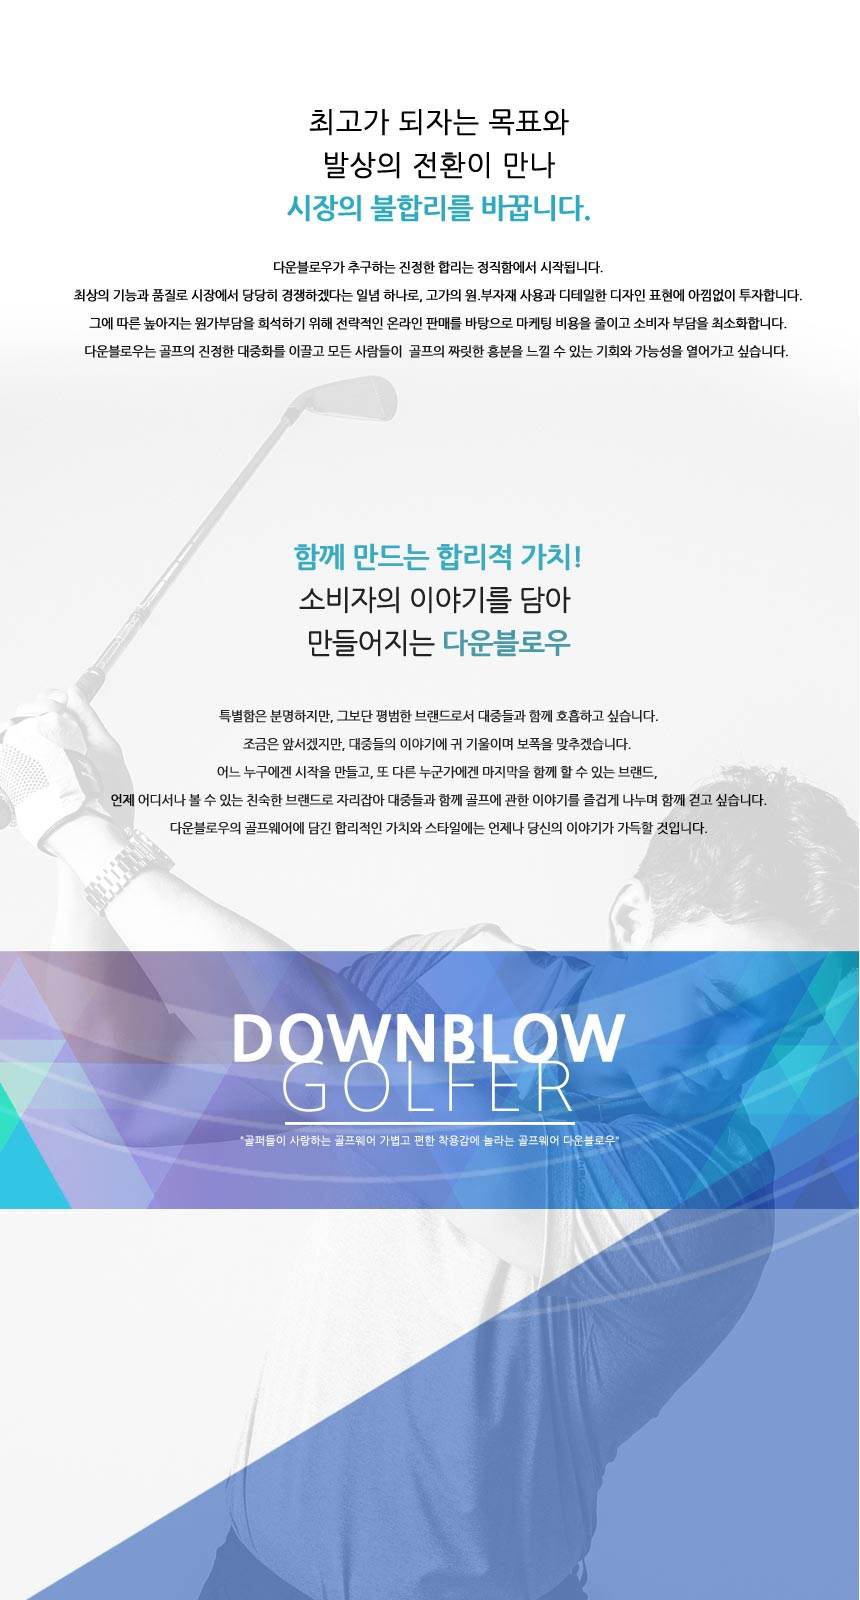 최고가 되자는 목표와
발상의 전환이 만나
시장의 불합리를 바꿉니다.
다운블로우가 추구하는 진정한 합리는 정직함에서 시작됩니다.
최상의 기능과 품질로 시장에서 당당히 경쟁하겠다는 일념 하나로, 고가의 원.부자재 사용과 디테일한 디자인 표현에 아낌없이 투자합니다.
그에 따른 높아지는 원가부담을 희석하기 위해 전략적인 온라인 판매를 바탕으로 마케팅 비용을 줄이고 소비자 부담을 최소화합니다.
다운블로우는 골프의 진정한 대중화를 이끌고 모든 사람들이 골프의 짜릿한 흥분을 느낄 수 있는 기회와 가능성을 열어가고 싶습니다.
함께 만드는 합리적 가치!
소비자의 이야기를 담아
만들어지는 다운블로우
특별함은 분명하지만, 그보단 평범한 브랜드로서 대중들과 함께 호흡하고 싶습니다.
조금은 앞서겠지만, 대중들의 이야기에 귀 기울이며 보폭을 맞추겠습니다.
어느 누구에겐 시작을 만들고, 또 다른 누군가에겐 마지막을 함께 할 수 있는 브랜드,
언제 어디서나 볼 수 있는 친숙한 브랜드로 자리잡아 대중들과 함께 골프에 관한 이야기를 즐겁게 나누며 함께 걷고 싶습니다.
다운블로우의 골프웨어에 담긴 합리적인 가치와 스타일에는 언제나 당신의 이야기가 가득할 것입니다.
DOWNBLOW
GOLFER
"골퍼들이 사랑하는 골프웨어 가볍고 편한 착용감에 놀라는 골프웨어 다운블로우"